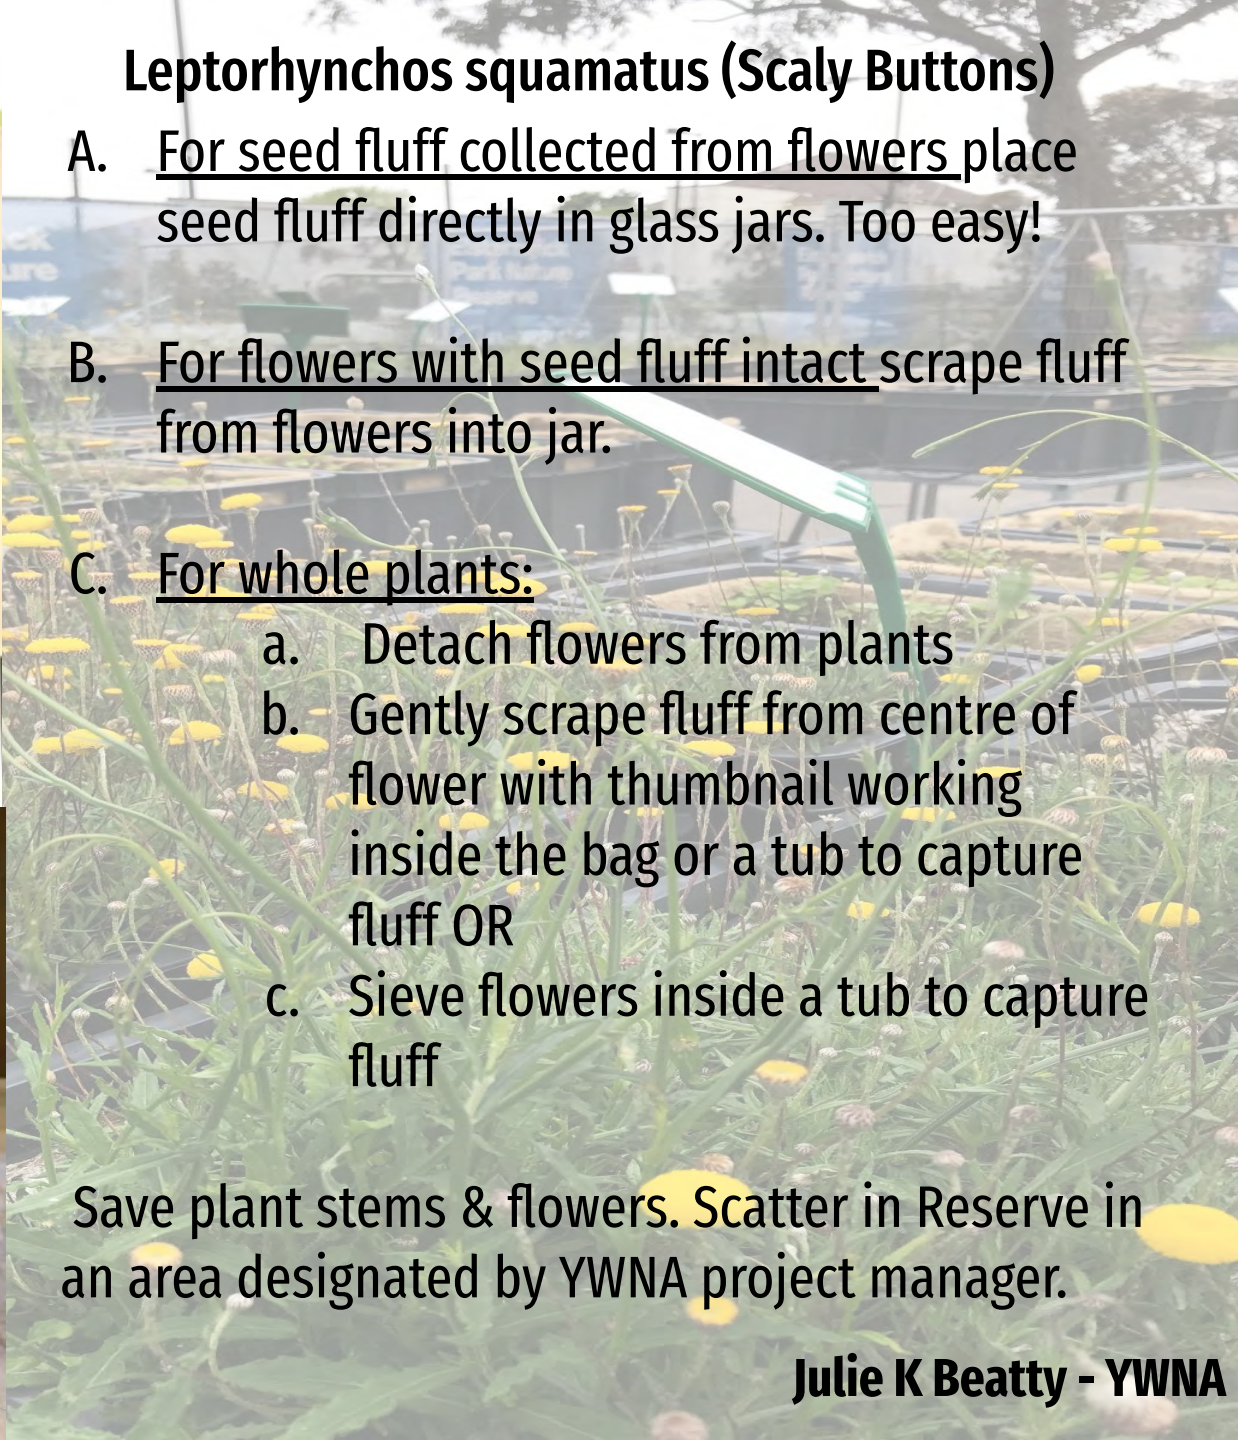 Leptorhynchos squamatus (Scaly Buttons)
A. For seed fluff collected from flowers place
seed fluff directly in glass jars. Too easy!
B. For flowers with seed fluff intact scrape fluff
from flowers into jar.
C. For whole plants:
a. Detach flowers from plants
b. Gently scrape fluff from centre of
flower with thumbnail working
inside the bag or a tub to capture
fluff OR
c. Sieve flowers inside a tub to capture
fluff
Save plant stems & flowers. Scatter in Reserve in
an area designated by YWNA project manager.
Julie K Beatty - YWNA